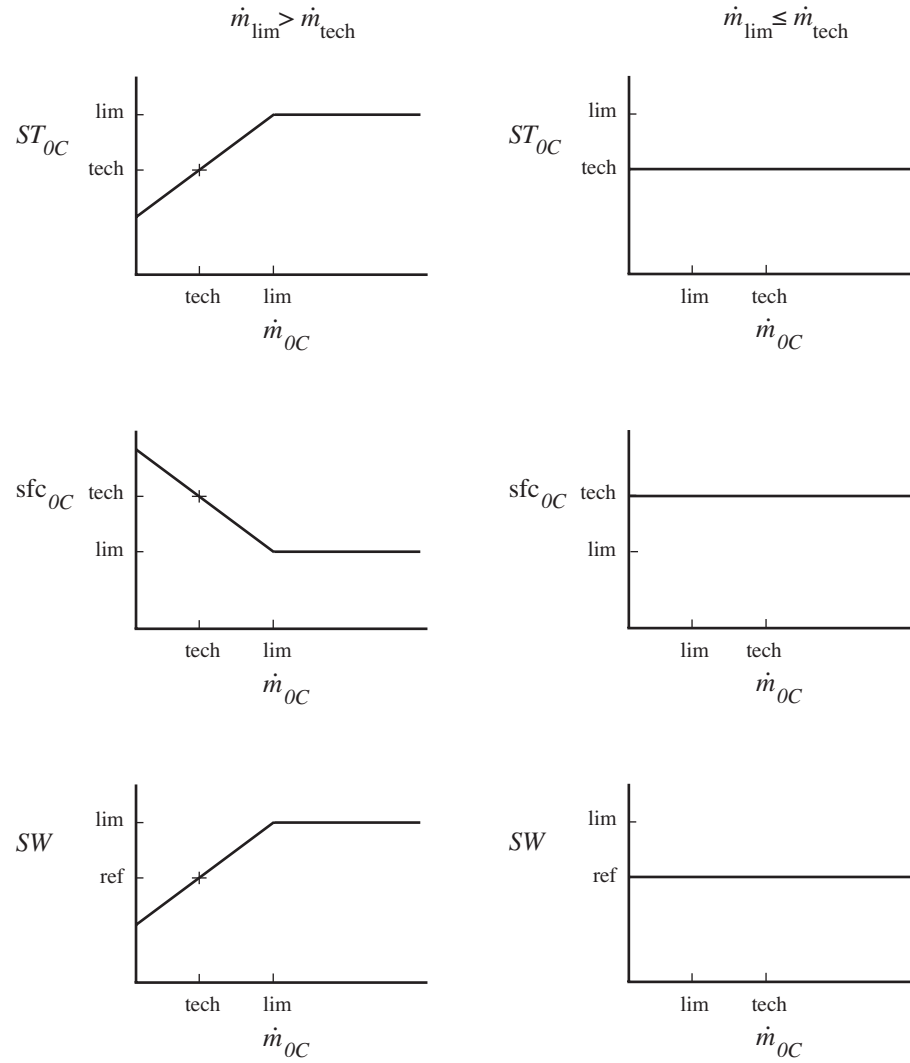 ṁlim > ṁtech
ṁlim ≤ ṁtech
ST0C
lim
tech
tech
lim
ṁ0C
ST0C
lim
tech
lim
tech
ṁ0C
sfc0C
tech
lim
tech
lim
ṁ0C
sfc0C
tech
lim
lim
tech
ṁ0C
SW
lim
ref
tech
lim
ṁ0C
SW
lim
ref
lim
tech
ṁ0C